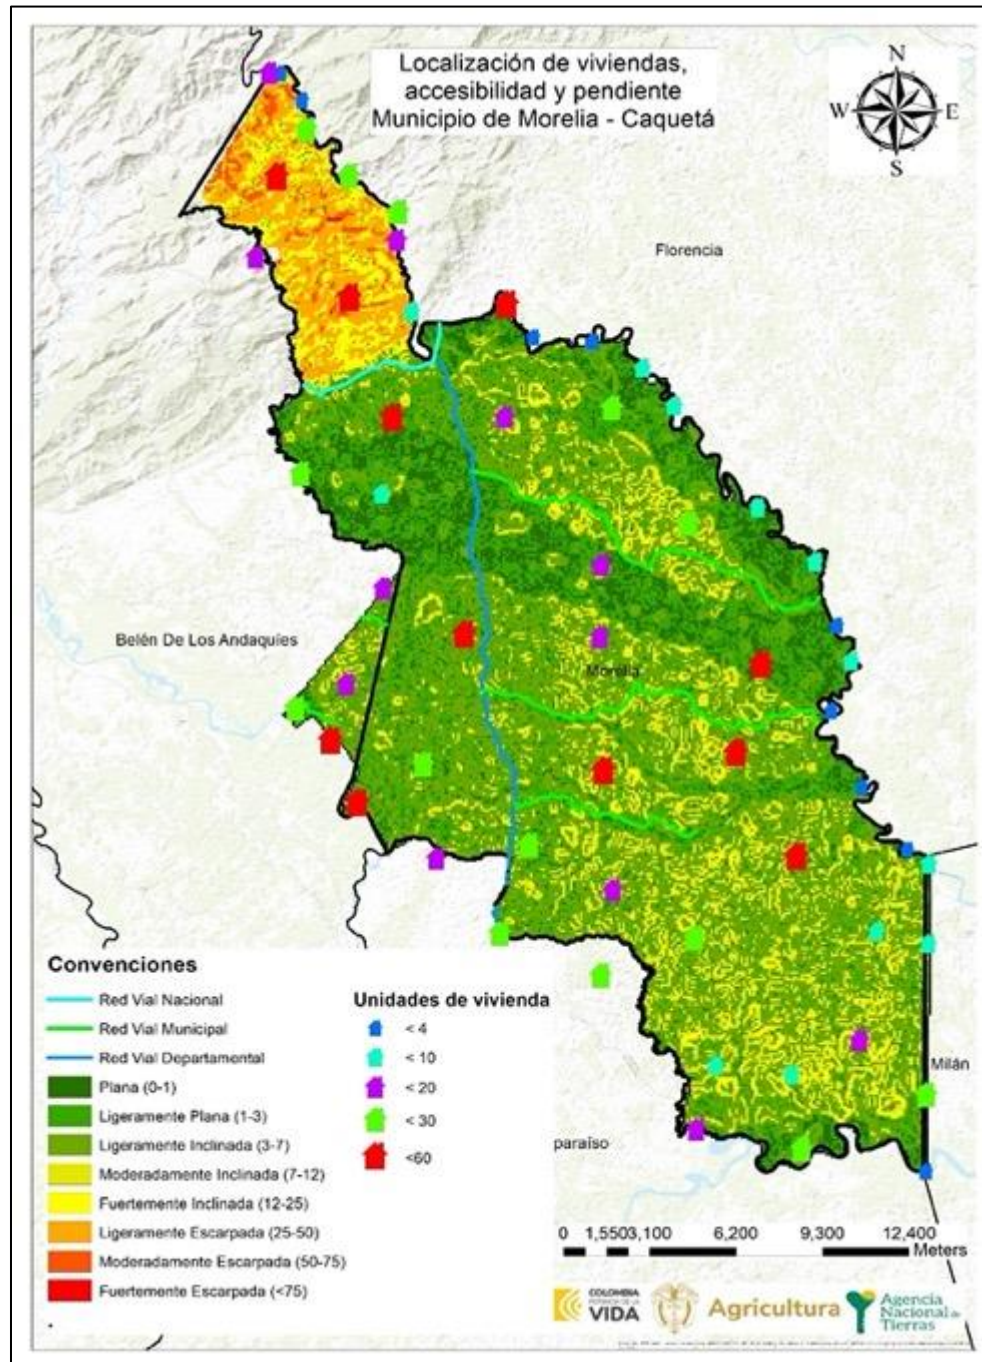 Localización de viviendas,
accesibilidad y pendiente
Municipio de Morelia - Caquetá
N
W
E
S
Florencia
Belén De Los Andaquíes
Morelia
Milán
paraíso
Convenciones
Red Vial Nacional
Red Vial Municipal
Red Vial Departamental
Plana (0-1)
Ligeramente Plana (1-3)
Ligeramente Inclinada (3-7)
Moderadamente Inclinada (7-12)
Fuertemente Inclinada (12-25)
Ligeramente Escarpada (25-50)
Moderadamente Escarpada (50-75)
Fuertemente Escarpada (<75)
Unidades de vivienda
< 4
< 10
< 20
< 30
<60
0 1,5503,100 6,200 9,300 12,400
Meters
COLOMBIA
POTENCIA DE LA
VIDA
Agricultura
Agencia
Nacional de
Tierras